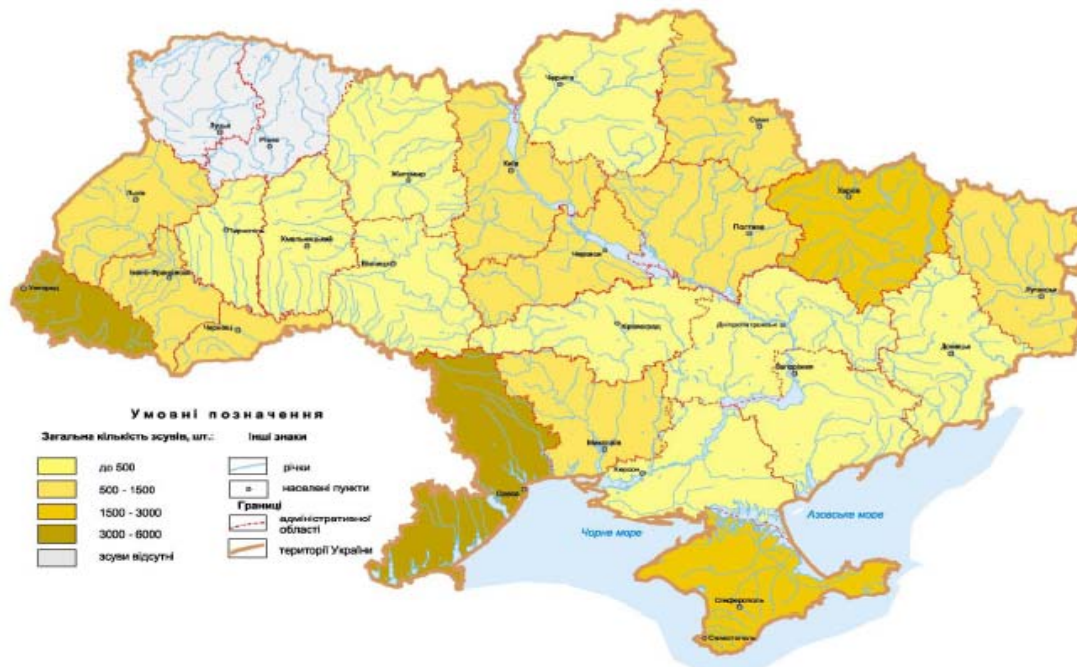 Чернігів
Суми
Луцьк
Рівне
Київ
Житомир
Харків
Львів
Тернопіль
Хмельницький
Полтава
Вінниця
Черкаси
Івано-Франківськ
Ужгород
Луганськ
Чернівці
Кіровоград
Дніпропетровськ
Донецьк
Запоріжжя
Миколаїв
Херсон
Одеса
Азовське море
Чорне море
Сімферополь
Севастополь
Умовні позначення
Загальна кількість зсувів, шт.:
до 500
500 - 1500
1500 - 3000
3000 - 6000
зсуви відсутні
Інші знаки
річки
населені пункти
Границі
адміністративної
області
території України